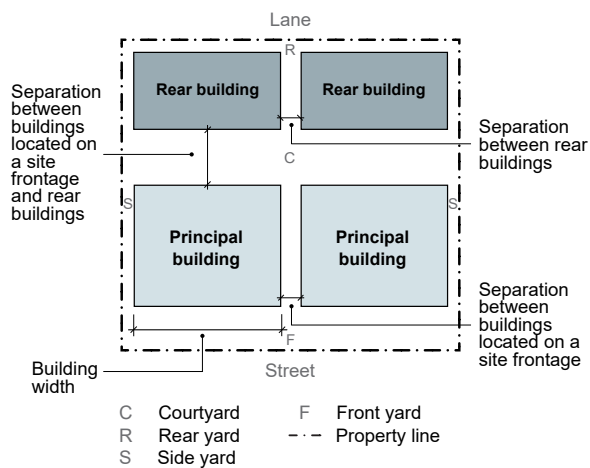 Lane
R
Rear building
Rear building
Separation
between
buildings
located on
a site
frontage
and rear
buildings
Separation
between rear
buildings
C
S
S
Principal
building
Principal
building
Separation
between
buildings
located on a
site frontage
F
Building
width
Street
C Courtyard
F Front yard
R Rear yard
Property line
S Side yard